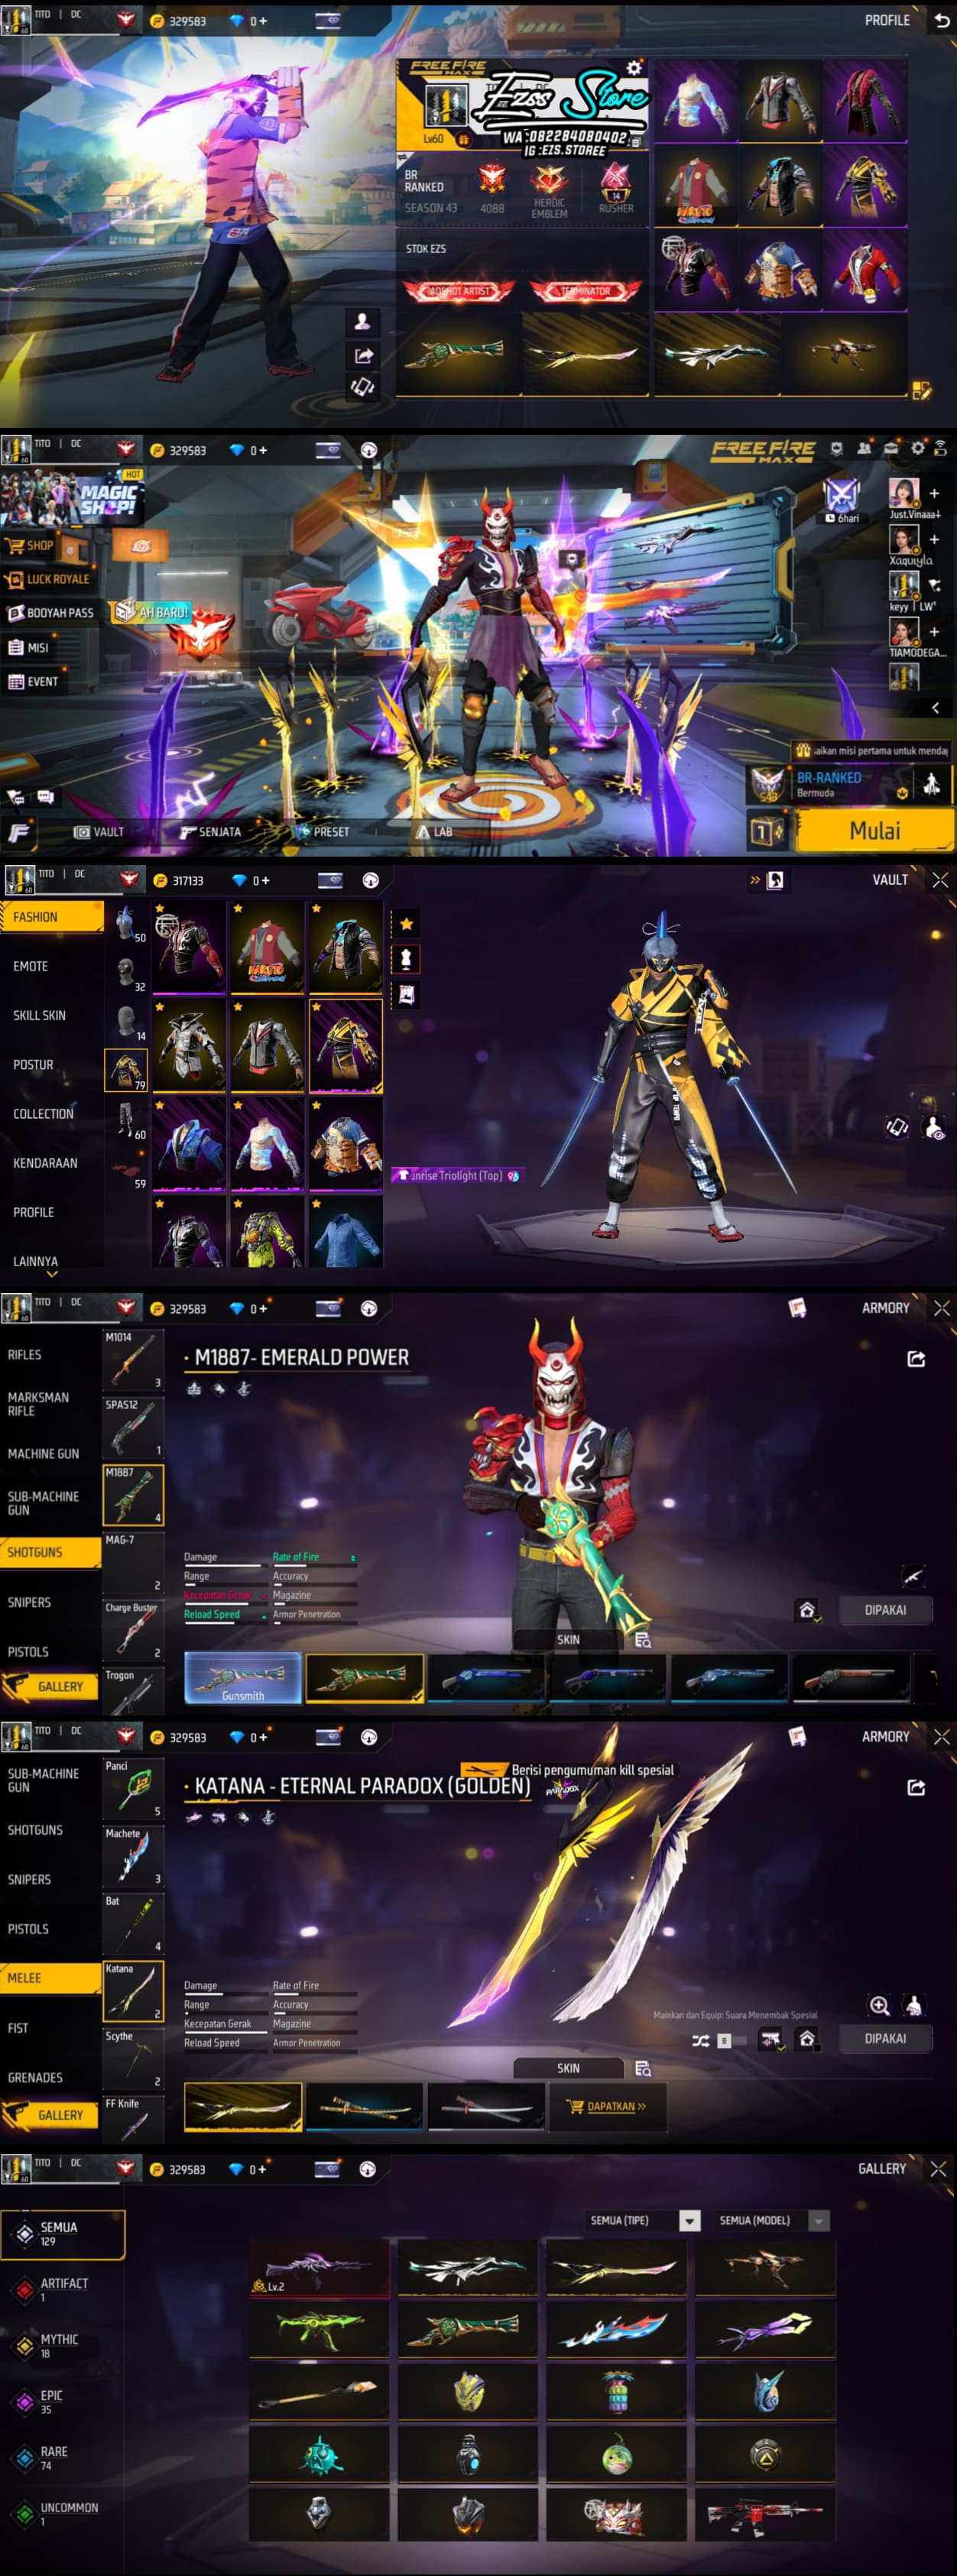 TITO | DC
329583
0 +
PROFILE
FREE FIRE
MAX
Ezss Store
WA:082284080402
IG :EZS.STOREE
Lv60
BR
RANKED
SEASON 43
4088
HEROIC
EMBLEM
14
RUSHER
STOK EZS
TERMINATOR
NARUTO
TITO | DC
329583
0 +
FREE FIRE
MAX
HOT
MAGIC
SHOP!
6hari
Just.Vinaaa
SHOP
Xaquiyla
LUCK ROYALE
keyy | LW
BOOYAH PASS
AH BARU!
MISI
TIAMODEGA...
EVENT
saikan misi pertama untuk menda
BR-RANKED
Bermuda
VAULT
SENJATA
PRESET
LAB
1
Mulai
TITO | DC
317133
0 +
VAULT
FASHION
50
EMOTE
32
SKILL SKIN
14
POSTUR
79
COLLECTION
60
KENDARAAN
59
PROFILE
LAINNYA
NARUTO
unrise Triolight (Top)
TITO | DC
329583
0 +
ARMORY
RIFLES
MARKSMAN
RIFLE
MACHINE GUN
SUB-MACHINE
GUN
SHOTGUNS
SNIPERS
PISTOLS
GALLERY
M1014
3
SPAS12
1
M1887
4
MAG-7
2
Charge Buster
2
Trogon
M1887- EMERALD POWER
Damage
Rate of Fire
Range
Accuracy
Kecepatan Gerak
Magazine
Reload Speed
Armor Penetration
DIPAKAI
SKIN
Gunsmith
TITO | DC
329583
0 +
ARMORY
SUB-MACHINE
GUN
SHOTGUNS
SNIPERS
PISTOLS
MELEE
FIST
GRENADES
GALLERY
Panci
5
Machete
3
Bat
4
Katana
2
Scythe
2
FF Knife
Berisi pengumuman kill spesial
KATANA - ETERNAL PARADOX (GOLDEN)
PARADOX
Damage
Rate of Fire
Range
Accuracy
Kecepatan Gerak
Magazine
Reload Speed
Armor Penetration
Mainkan dan Equip: Suara Menembak Spesial
DIPAKAI
SKIN
DAPATKAN >>
TITO | DC
329583
0 +
GALLERY
SEMUA
129
ARTIFACT
1
MYTHIC
18
EPIC
35
RARE
74
UNCOMMON
1
SEMUA (TIPE)
SEMUA (MODEL)
Lv.2